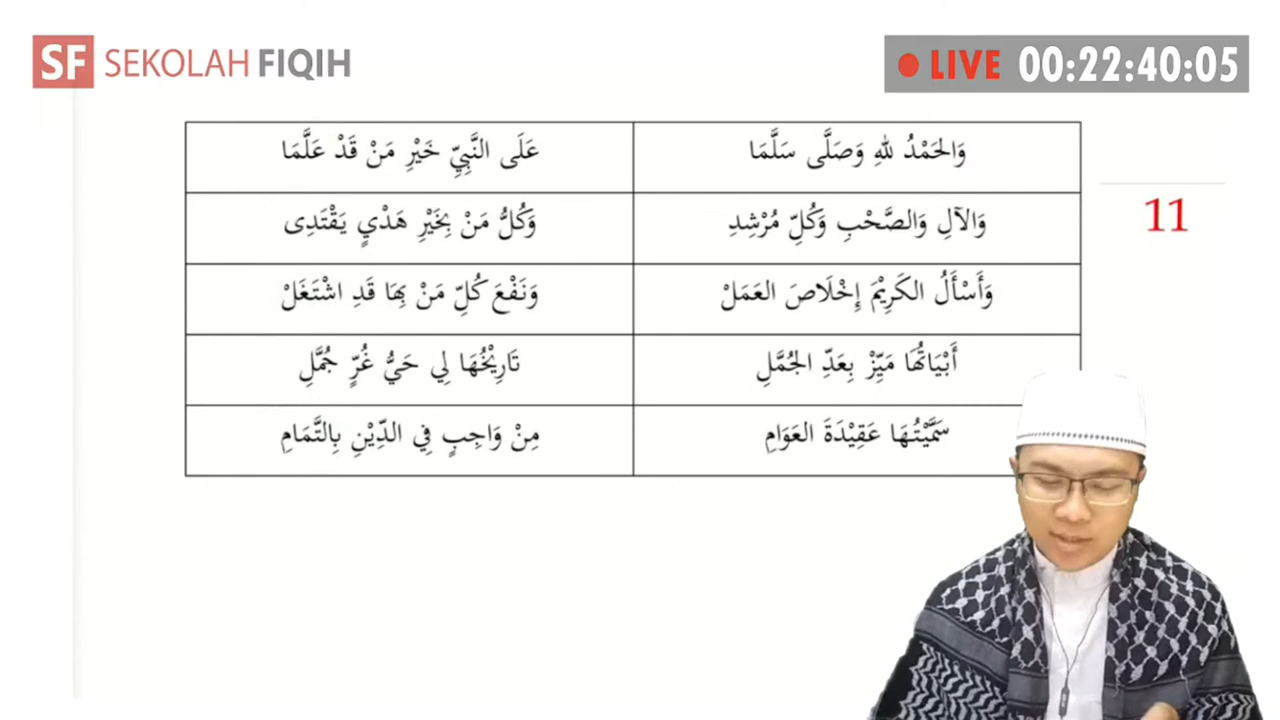 SF SEKOLAH FIQIH
LIVE 00:22:40:05
وَالحَمْدُ للهِ وَصَلَّى سَلَّمَا عَلَى النَّبِيِّ خَيْرِ مَنْ قَدْ عَلَّمَا
11
وَالآلِ وَالصَّحْبِ وَكُلِّ مُرْشِدِ وَكُلُّ مَنْ بِخَيْرِ هَدْيٍ يَقْتَدِى
وَأَسْأَلُ الكَرِيْمَ إِخْلَاصَ العَمَلْ وَنَفْعَ كُلِّ مَنْ بِهَا قَدِ اشْتَغَلْ
أَبْيَاتُهَا مَيِّزْ بِعَدِّ الجُمَّلِ تَارِيْخُهَا لِي حَيُّ غُرٍّ جُمَّلِ
سَمَّيْتُهَا عَقِيْدَةَ العَوَامِ مِنْ وَاجِبٍ فِي الدِّيْنِ بِالتَّمَامِ